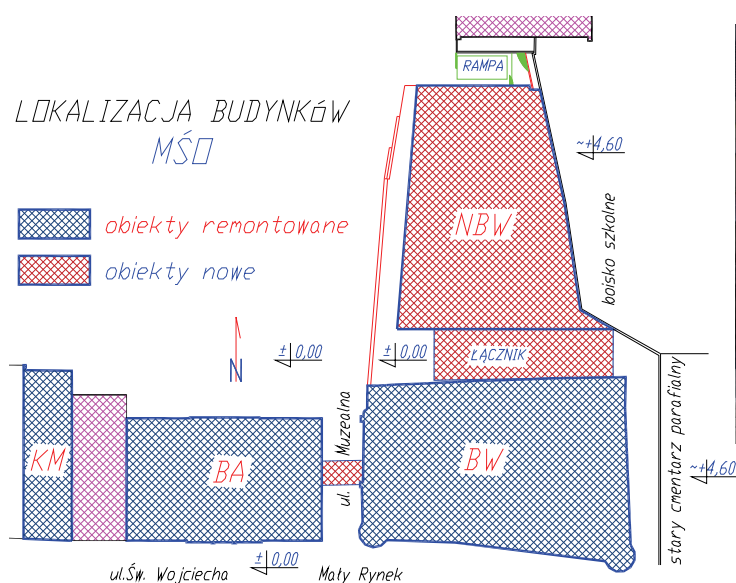 RAMPA
LOKALIZACJA BUDYNKÓW
MŚO
~+4,60
obiekty remontowane
NBW
boisko szkolne
obiekty nowe
N
± 0,00
± 0,00
ŁĄCZNIK
ul. Muzealna
stary cmentarz parafialny
KM
BA
BW
~+4,60
ul.Św. Wojciecha
± 0,00
Mały Rynek